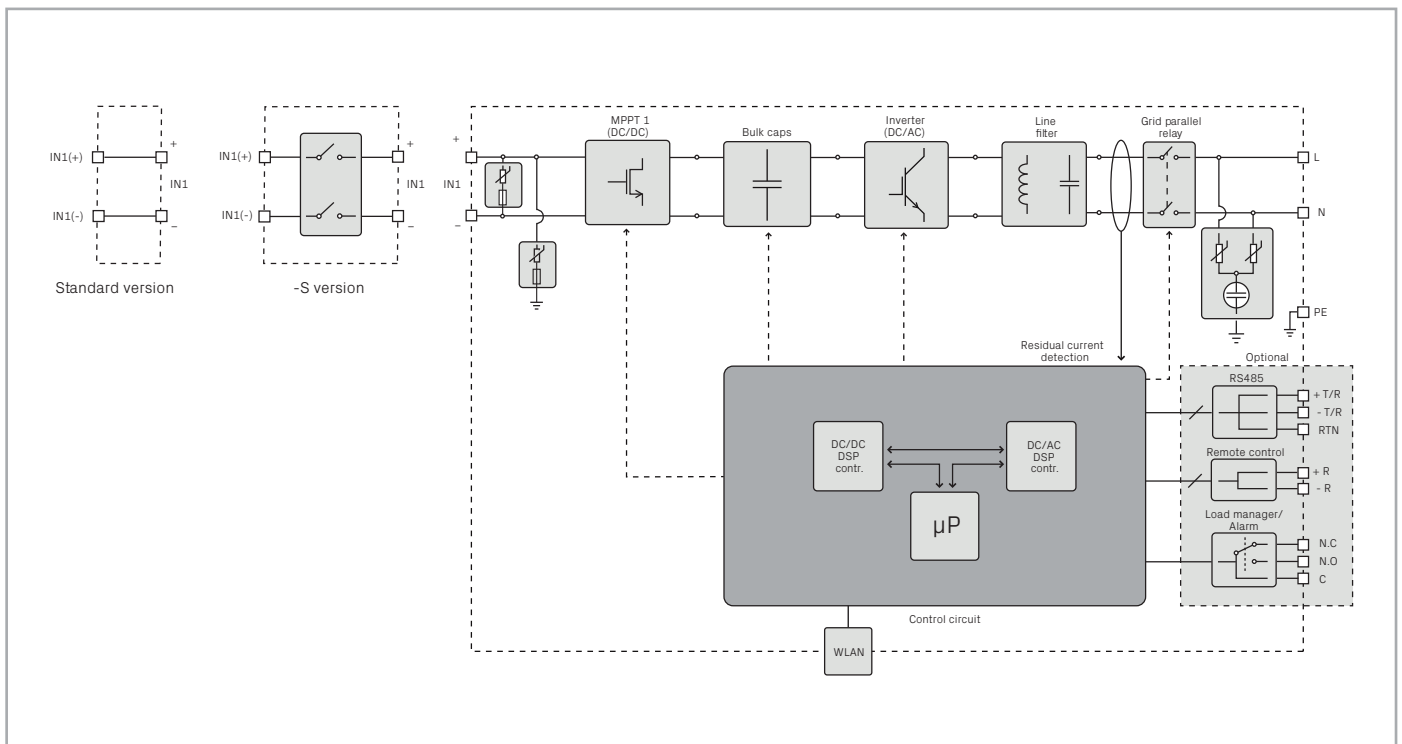 IN1(+)
+
IN1
IN1(-)
–
Standard version
IN1(+)
+
IN1
IN1(-)
–
-S version
+
IN1
–
MPPT 1
(DC/DC)
Bulk caps
Inverter
(DC/AC)
Line
filter
Grid parallel
relay
L
N
PE
Residual current
detection
Optional
RS485
+ T/R
- T/R
RTN
Remote control
+ R
- R
Load manager/
Alarm
N.C
N.O
C
DC/DC
DSP
contr.
DC/AC
DSP
contr.
µP
Control circuit
WLAN